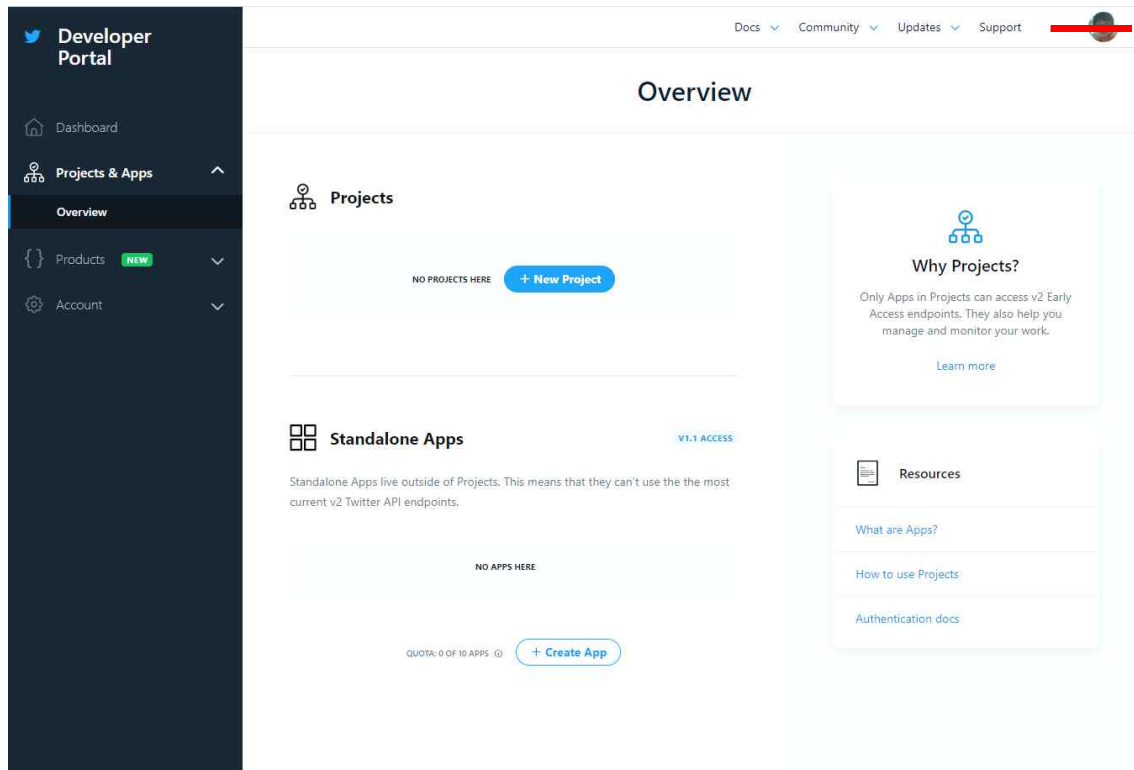 Developer
Portal
Docs Community Updates Support
Overview
Dashboard
Projects & Apps
Overview
Products NEW
Account
Projects
NO PROJECTS HERE + New Project
Standalone Apps V1.1 ACCESS
Standalone Apps live outside of Projects. This means that they can't use the the most
current v2 Twitter API endpoints.
NO APPS HERE
QUOTA: 0 OF 10 APPS + Create App
Why Projects?
Only Apps in Projects can access v2 Early
Access endpoints. They also help you
manage and monitor your work.
Learn more
Resources
What are Apps?
How to use Projects
Authentication docs